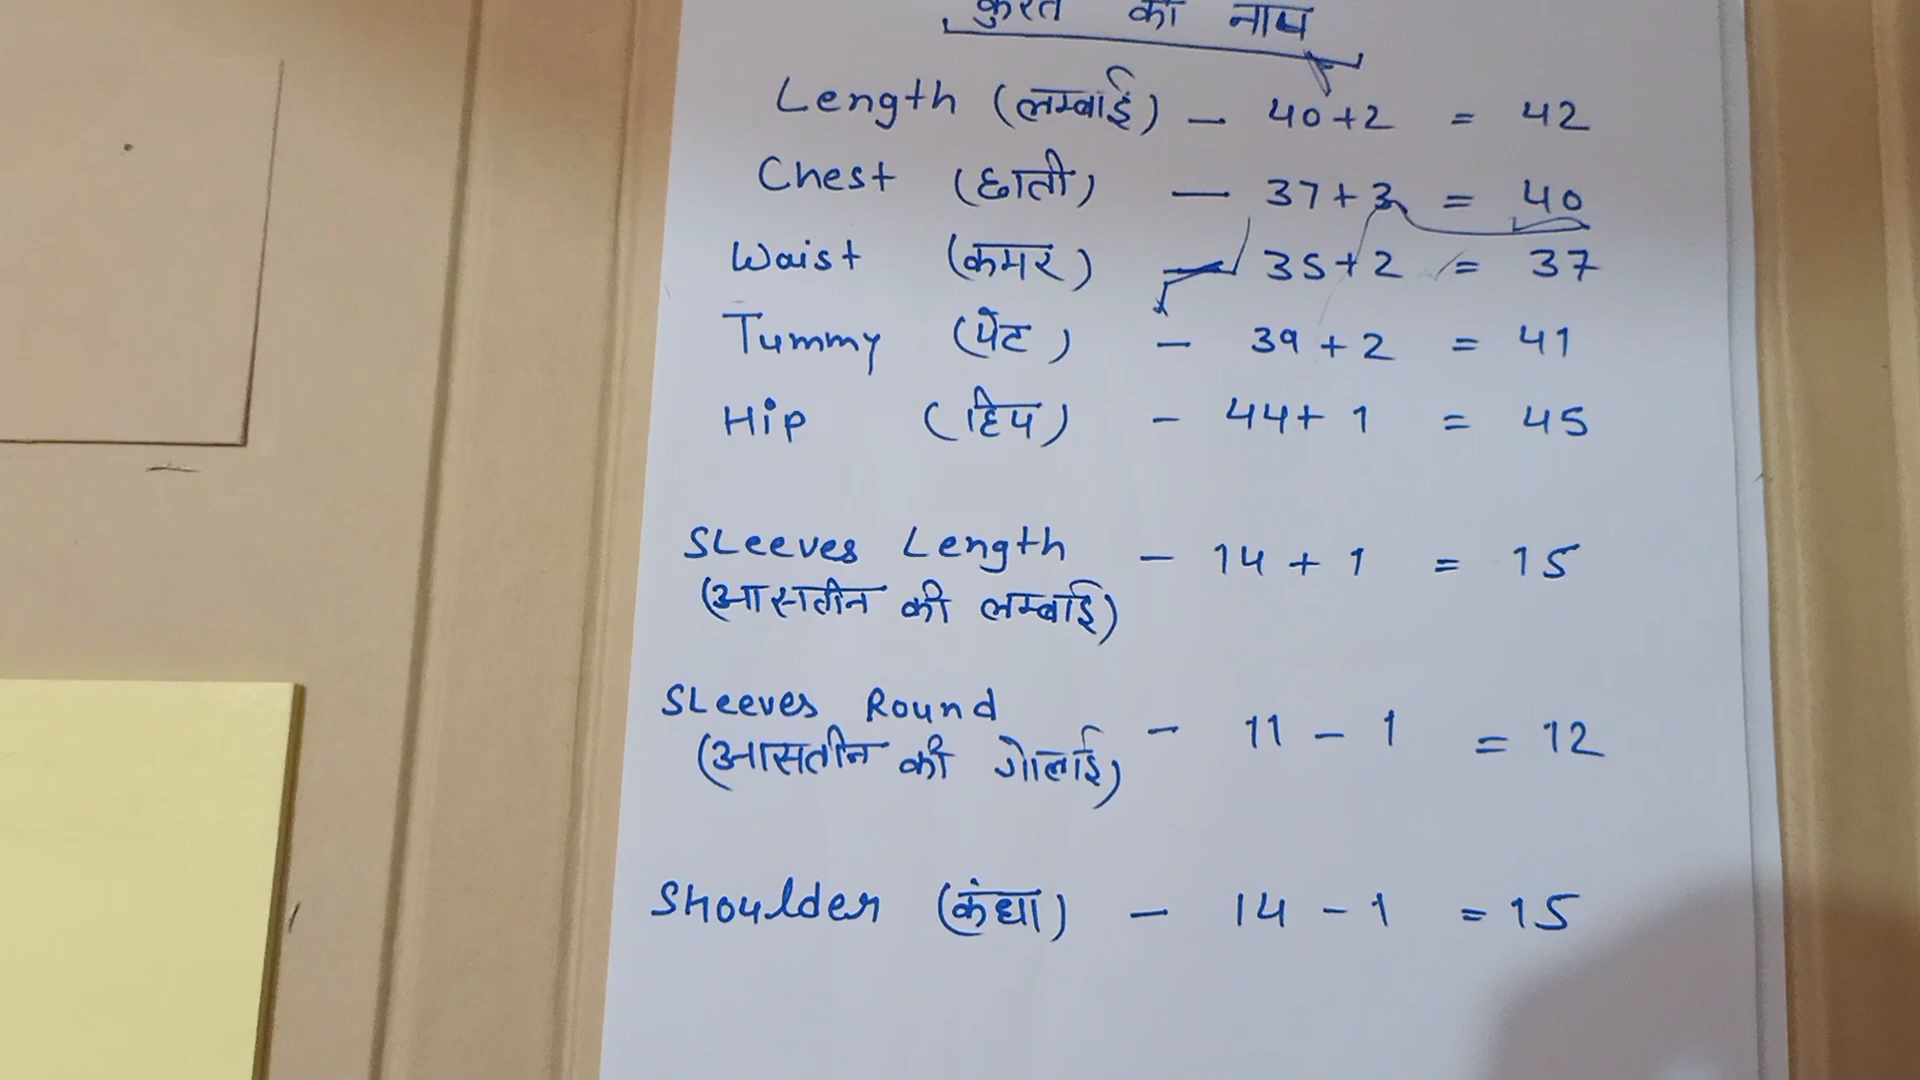 कुरते का नाप
Length (लम्बाई) - 40+2 = 42
Chest (छाती) - 37+3 = 40
Waist (कमर) - 35+2 = 37
Tummy (पेट) - 39+2 = 41
Hip (हिप) - 44+1 = 45
Sleeves Length - 14+1 = 15
(आसतीन की लम्बाई)
Sleeves Round - 11-1 = 12
(आसतीन की गोलाई)
Shoulder (कंधा) - 14-1 = 15